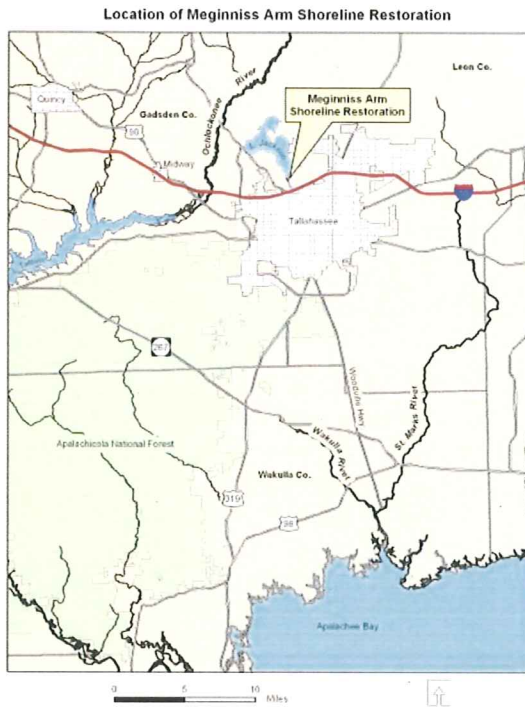 Location of Meginniss Arm Shoreline Restoration
Leon Co.
River
Meginniss Arm
Shoreline Restoration
Quincy
Gadsden Co.
90
Ochlockonee
Midway
Tallahassee
Woodville Hwy
St. Marks River
Apalachicola National Forest
Wakulla River
Wakulla Co.
319
98
Apalachee Bay
0 5 10
Miles